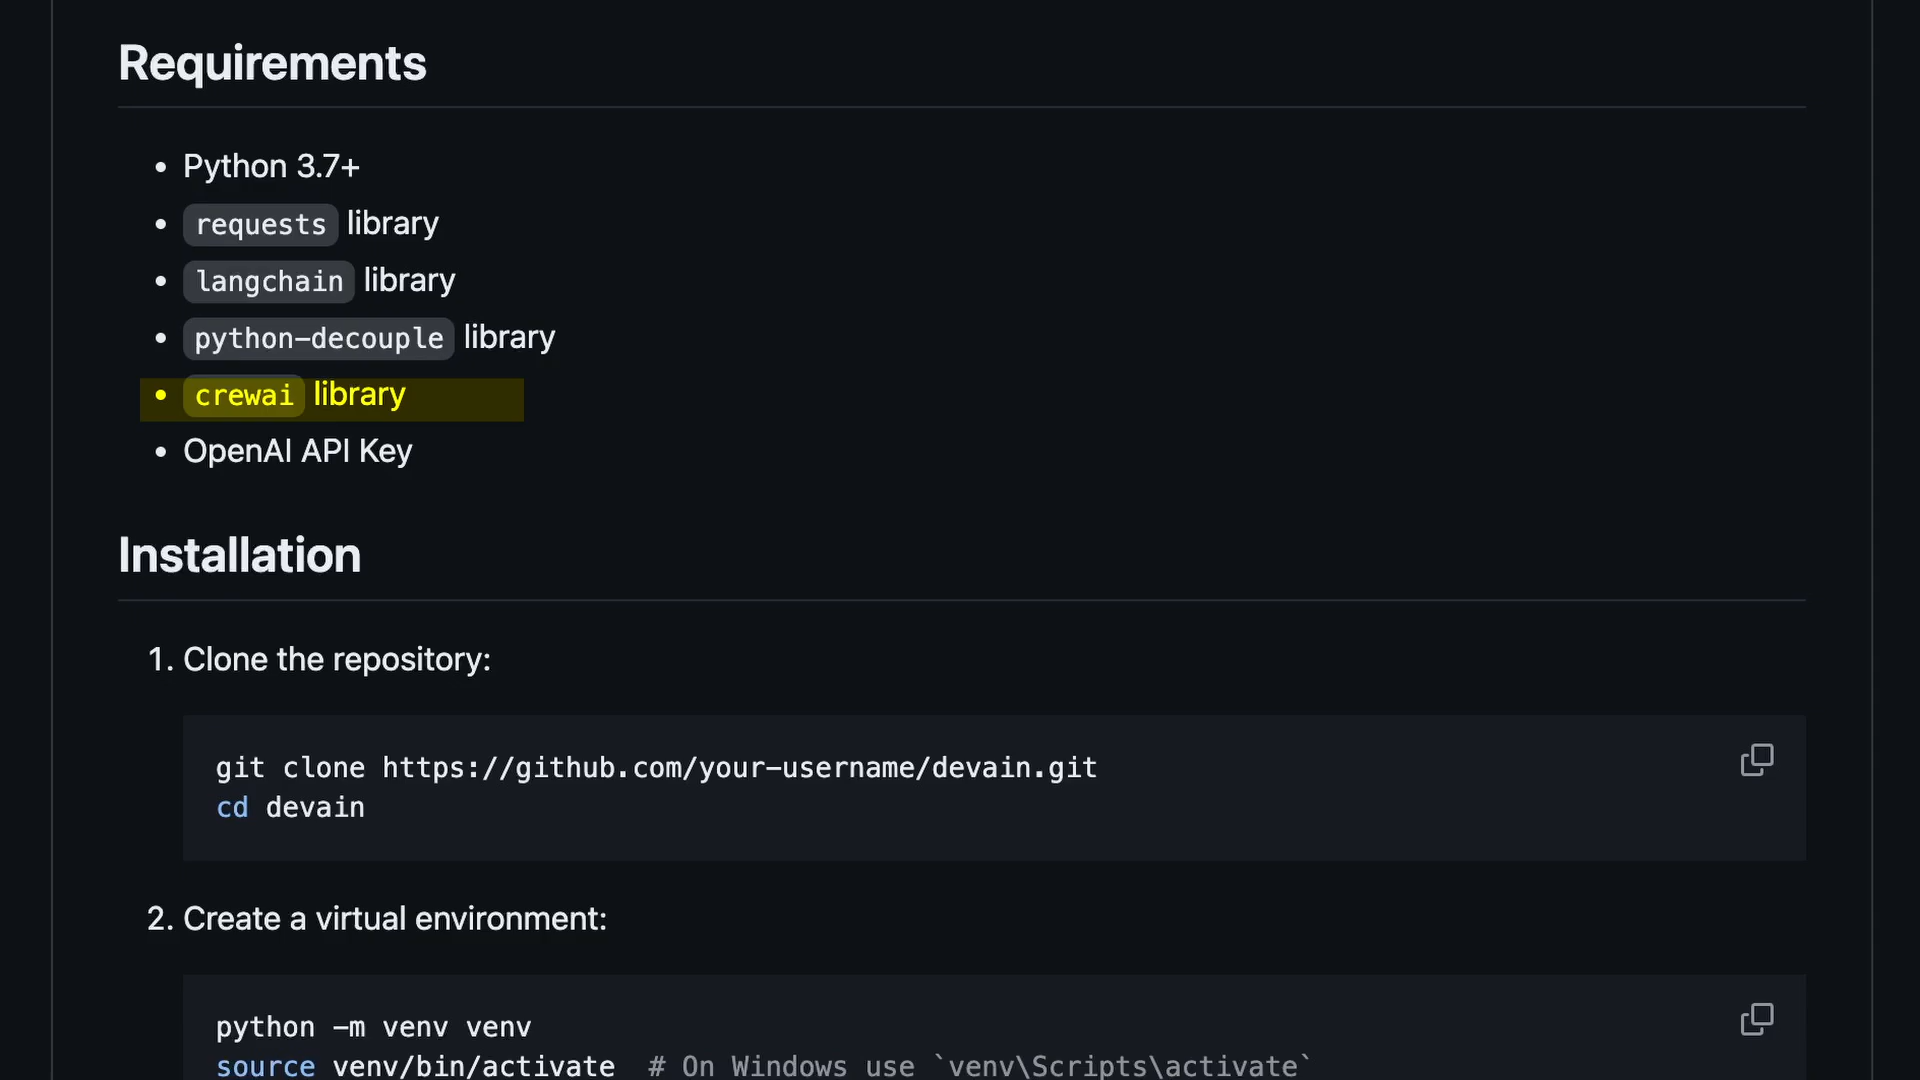 Requirements
• Python 3.7+
• requests library
• langchain library
• python-decouple library
• crewai library
• OpenAI API Key
Installation
1. Clone the repository:
git clone https://github.com/your-username/devain.git
cd devain
2. Create a virtual environment:
python -m venv venv
source venv/bin/activate  # On Windows use `venv\Scripts\activate`